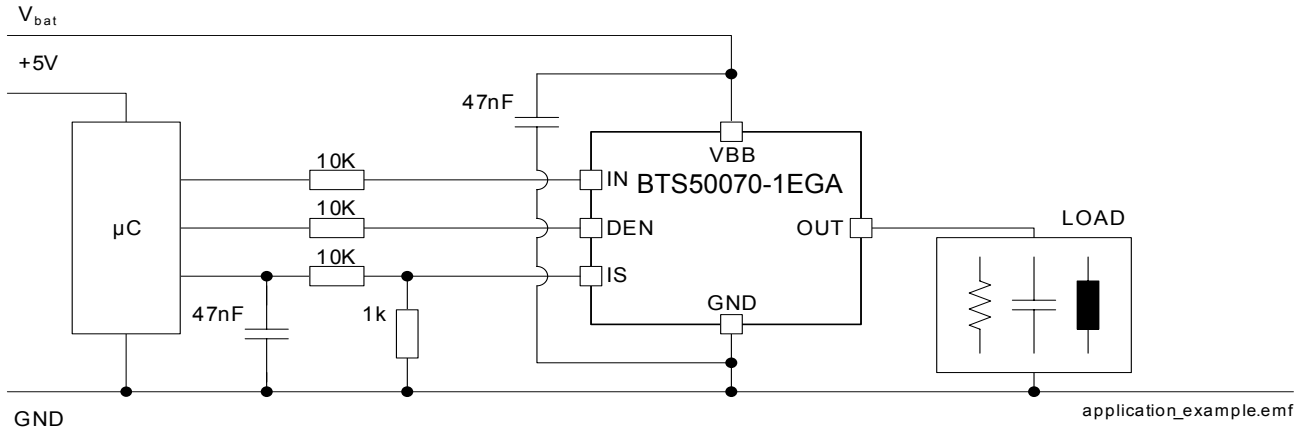 Vbat
+5V
47nF
VBB
10K
IN
BTS50070-1EGA
10K
µC
DEN
OUT
LOAD
10K
IS
47nF
1k
GND
GND
application_example.emf